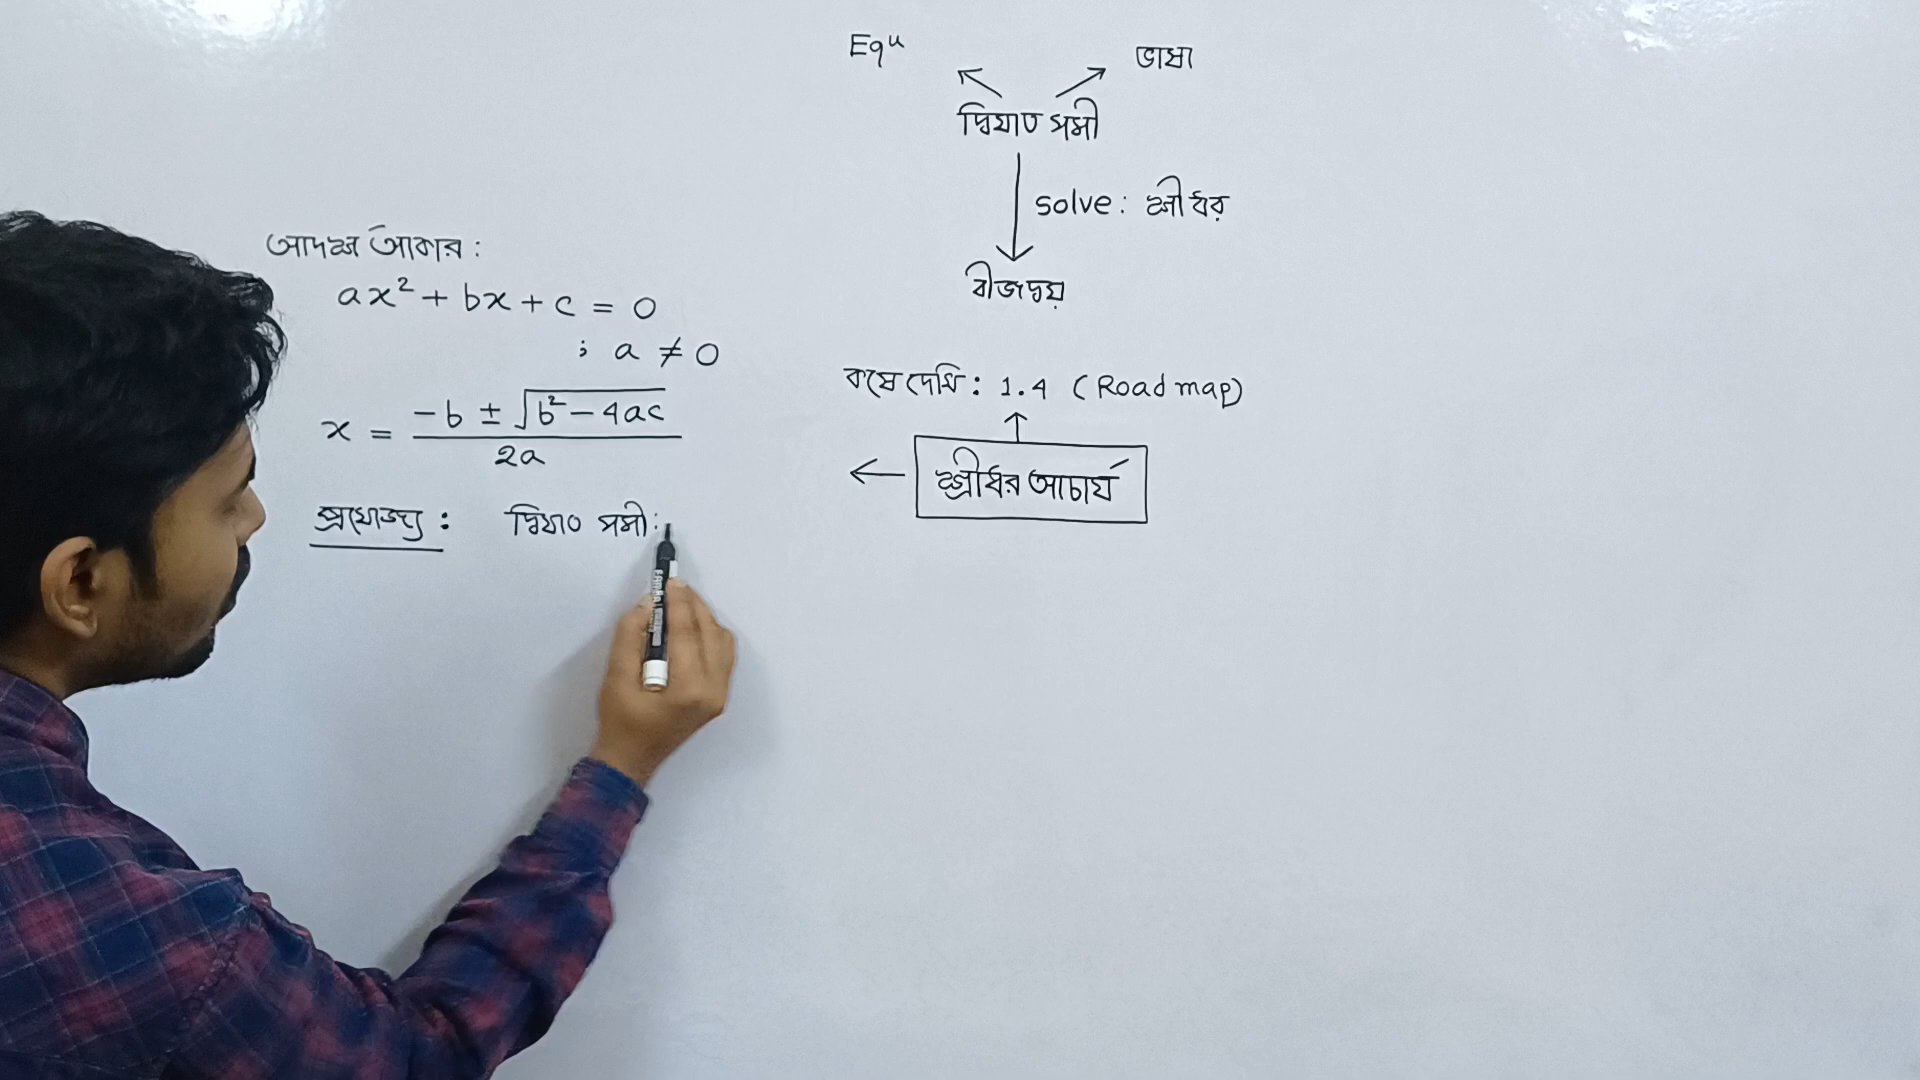 Eqn
ভাষা
দ্বিঘাত সমী
solve: শ্রীধর
বীজদ্বয়
আদর্শ আকার:
ax² + bx + c = 0
; a ≠ 0
x = (-b ± √(b² - 4ac)) / 2a
প্রযোজ্য: দ্বিঘাত সমী:
কষে দেখি: 1.4 (Road map)
শ্রীধর আচার্য